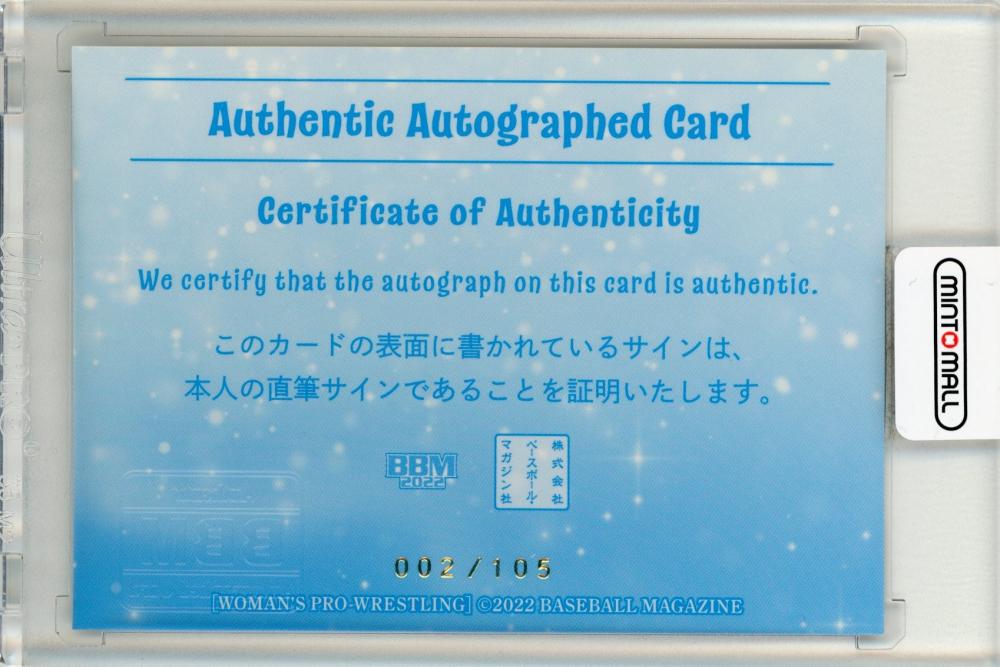 Authentic Autographed Card
Certificate of Authenticity
We certify that the autograph on this card is authentic.
このカードの表面に書かれているサインは、
本人の直筆サインであることを証明いたします。
BBM
2022
株式会社
ベースボール・
マガジン社
002/105
[WOMAN'S PRO-WRESTLING] ©2022 BASEBALL MAGAZINE
MINTOMALL